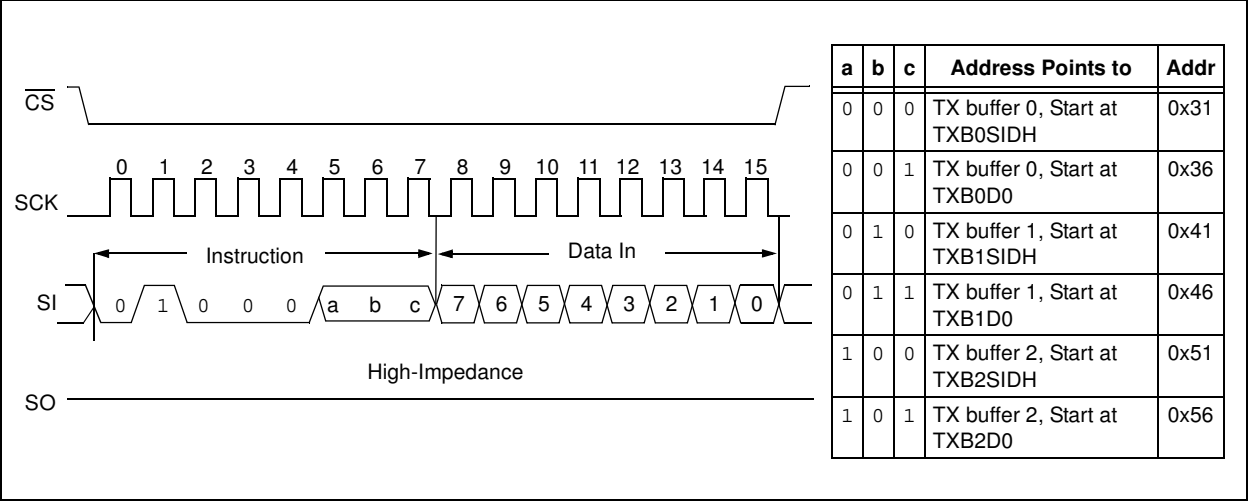 CS
0 1 2 3 4 5 6 7 8 9 10 11 12 13 14 15
SCK
Instruction
Data In
SI
0 1 0 0 0 a b c 7 6 5 4 3 2 1 0
High-Impedance
SO
a b c Address Points to Addr
0 0 0 TX buffer 0, Start at 0x31
TXB0SIDH
0 0 1 TX buffer 0, Start at 0x36
TXB0D0
0 1 0 TX buffer 1, Start at 0x41
TXB1SIDH
0 1 1 TX buffer 1, Start at 0x46
TXB1D0
1 0 0 TX buffer 2, Start at 0x51
TXB2SIDH
1 0 1 TX buffer 2, Start at 0x56
TXB2D0